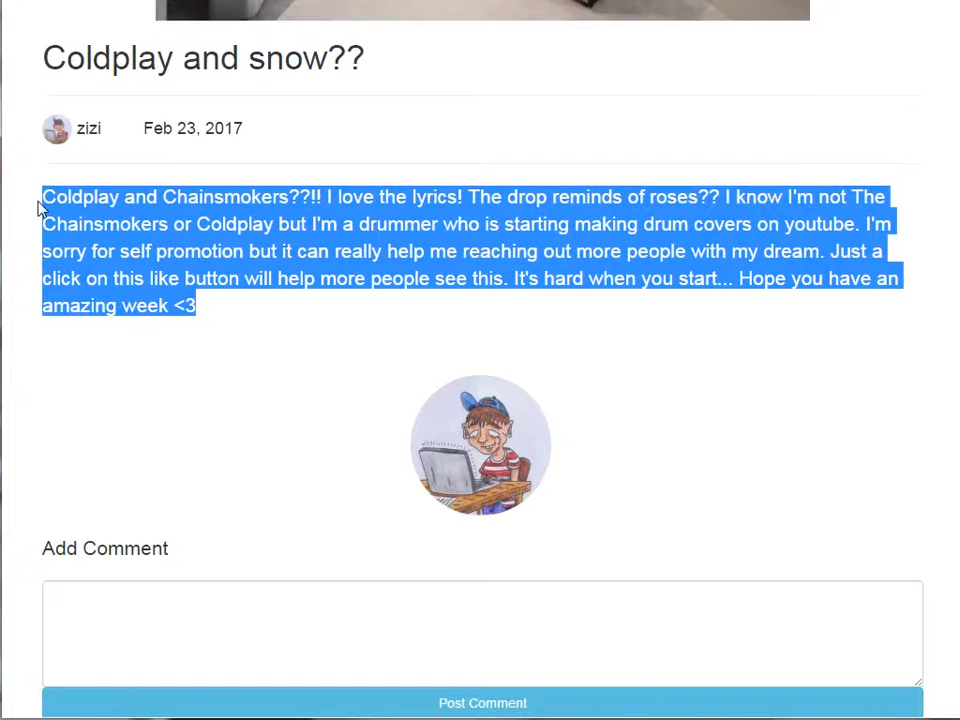 Coldplay and snow??
zizi
Feb 23, 2017
Coldplay and Chainsmokers??!! I love the lyrics! The drop reminds of roses?? I know I'm not The
Chainsmokers or Coldplay but I'm a drummer who is starting making drum covers on youtube. I'm
sorry for self promotion but it can really help me reaching out more people with my dream. Just a
click on this like button will help more people see this. It's hard when you start... Hope you have an
amazing week <3
Add Comment
Post Comment